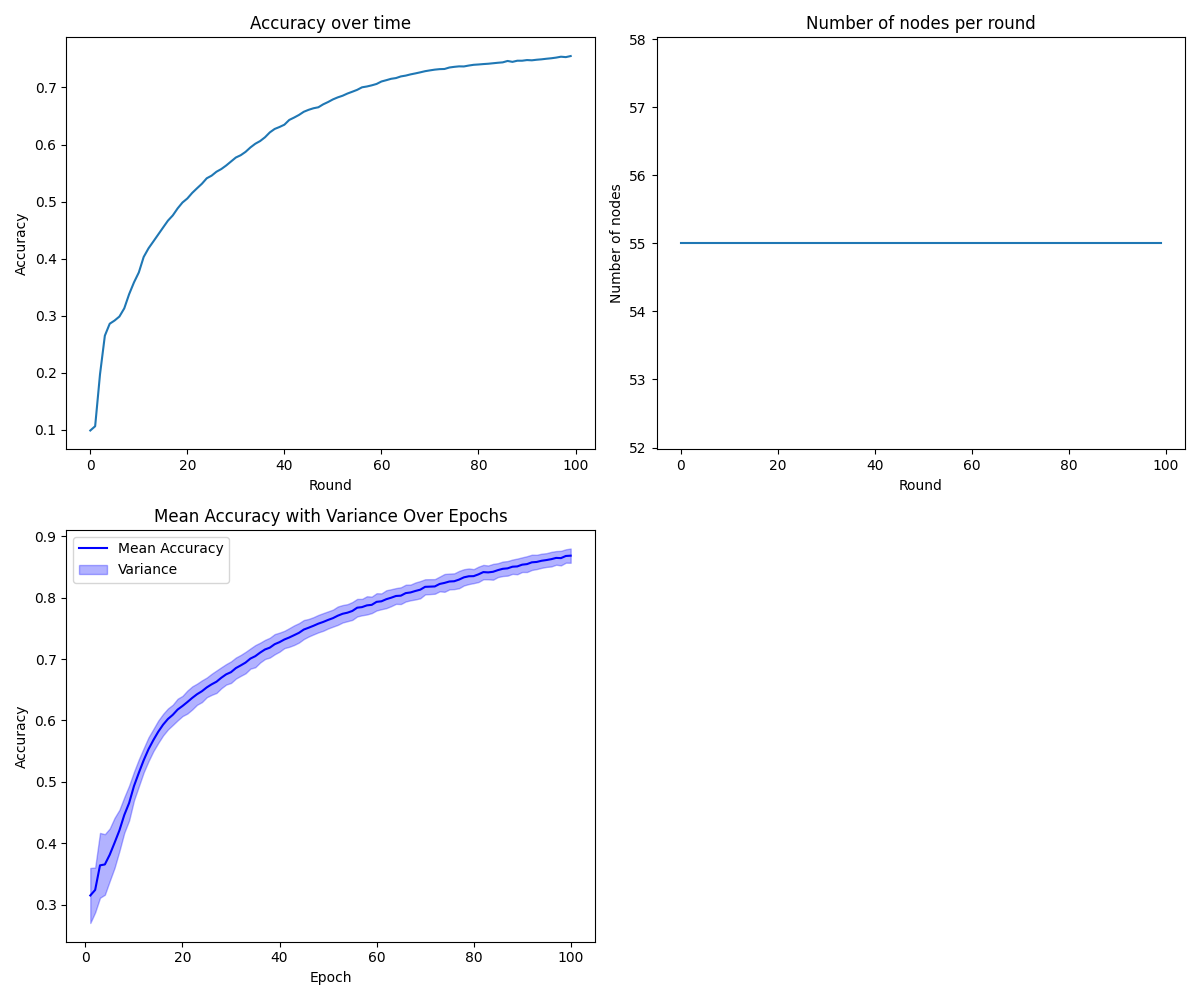 Accuracy over time
Accuracy
0.7
0.6
0.5
0.4
0.3
0.2
0.1
0 20 40 60 80 100
Round
Number of nodes per round
Number of nodes
58
57
56
55
54
53
52
0 20 40 60 80 100
Round
Mean Accuracy with Variance Over Epochs
Mean Accuracy
Variance
Accuracy
0.9
0.8
0.7
0.6
0.5
0.4
0.3
0 20 40 60 80 100
Epoch